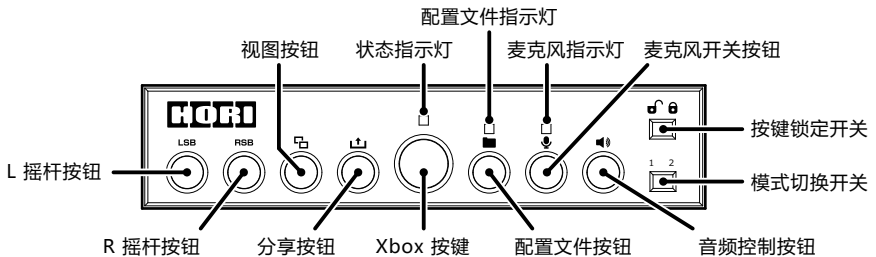 配置文件指示灯
视图按钮 状态指示灯 麦克风指示灯 麦克风开关按钮
HORI
LSB RSB
按键锁定开关
1 2
L 摇杆按钮
模式切换开关
R 摇杆按钮 分享按钮 Xbox 按键 配置文件按钮 音频控制按钮